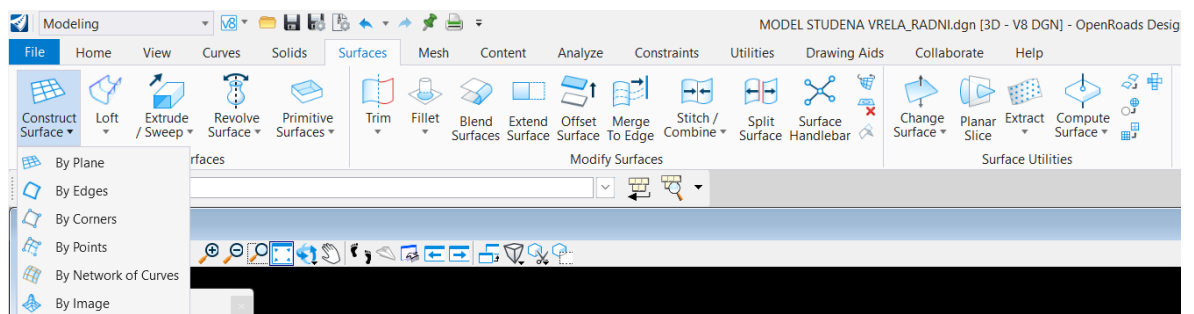 Modeling
MODEL STUDENA VRELA_RADNI.dgn [3D - V8 DGN] - OpenRoads Desig
File Home View Curves Solids Surfaces Mesh Content Analyze Constraints Utilities Drawing Aids Collaborate Help
Construct Surface
Loft
Extrude / Sweep
Revolve Surface
Primitive Surfaces
Trim
Fillet
Blend Surfaces
Extend Surface
Offset Surface
Merge To Edge
Stitch / Combine
Split Surface
Surface Handlebar
Change Surface
Planar Slice
Extract
Compute Surface
rfaces
Modify Surfaces
Surface Utilities
By Plane
By Edges
By Corners
By Points
By Network of Curves
By Image